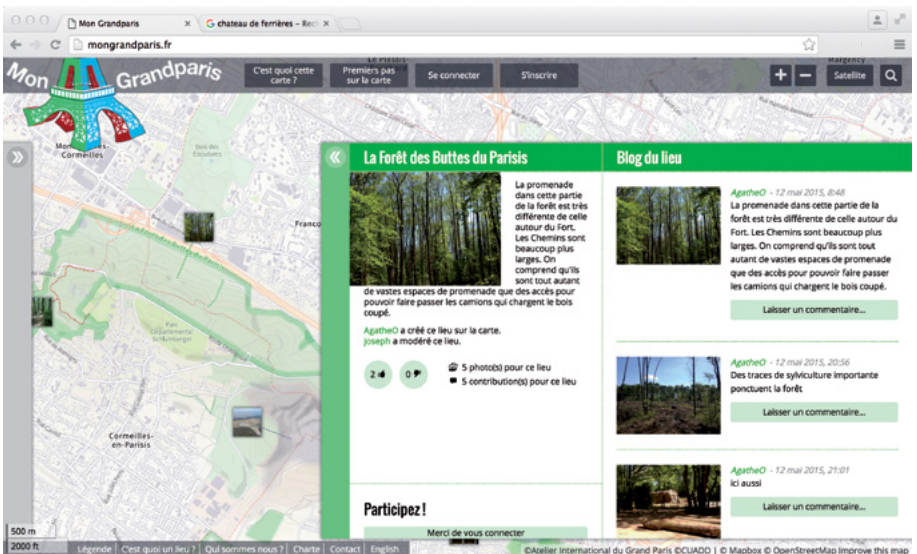 Mon Grandparis
chateau de ferrières – Rec
mongrandparis.fr
Le Plessis-
Margency
Mon Grandparis
C'est quoi cette
carte ?
Premiers pas
sur la carte
Se connecter
S'inscrire
Satellite
Cormeilles
Bois des
Éboulures
Franco
Parc
Départemental
Schlumberger
Cormeilles-
en-Parisis
La Forêt des Buttes du Parisis
La promenade
dans cette partie
de la forêt est très
différente de celle
autour du Fort.
Les Chemins sont
beaucoup plus
larges. On
comprend qu'ils
sont tout autant
de vastes espaces de promenade que des accès pour
pouvoir faire passer les camions qui chargent le bois
coupé.
AgatheO a créé ce lieu sur la carte.
joseph a modéré ce lieu.
2
0
5 photo(s) pour ce lieu
5 contribution(s) pour ce lieu
Participez !
Merci de vous connecter
Blog du lieu
AgatheO - 12 mai 2015, 8:48
La promenade dans cette partie de la
forêt est très différente de celle autour du
Fort. Les Chemins sont beaucoup plus
larges. On comprend qu'ils sont tout
autant de vastes espaces de promenade
que des accès pour pouvoir faire passer
les camions qui chargent le bois coupé.
Laisser un commentaire...
AgatheO - 12 mai 2015, 20:56
Des traces de sylviculture importante
ponctuent la forêt
Laisser un commentaire...
AgatheO - 12 mai 2015, 21:01
ici aussi
Laisser un commentaire...
500 m
2000 ft
Légende
C'est quoi un lieu ?
Qui sommes nous ?
Charte
Contact
English
©Atelier International du Grand Paris ©CUADD | © Mapbox © OpenStreetMap Improve this map